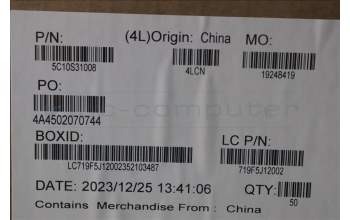 P/N: (4L)Origin: China MO:
5C10S31008 4LCN 19248419
PO:
4A4502070744
BOXID: LC P/N:
LC719F5J12002352103487 719F5J12002
DATE: 2023/12/25 13:41:06 QTY:
50
Contains Merchandise From : China